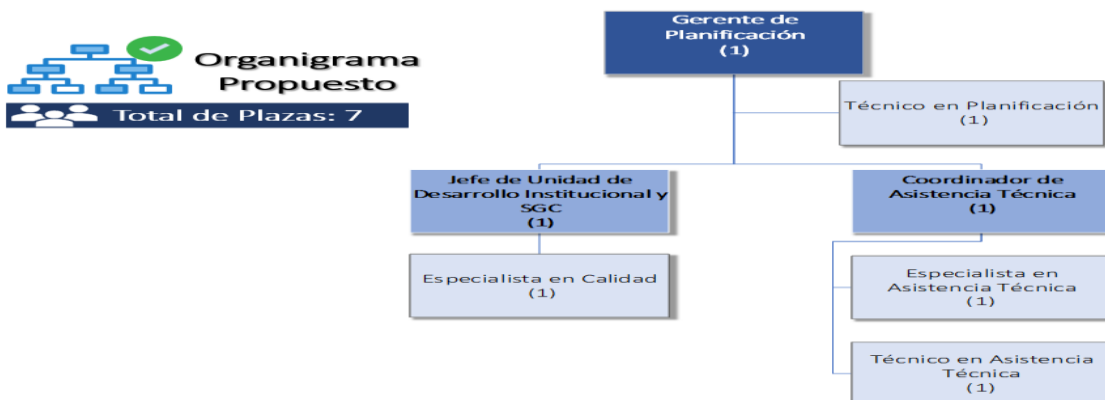 Organigrama
Propuesto
Total de Plazas: 7
Gerente de
Planificación
(1)
Técnico en Planificación
(1)
Jefe de Unidad de
Desarrollo Institucional y
SGC
(1)
Coordinador de
Asistencia Técnica
(1)
Especialista en Calidad
(1)
Especialista en
Asistencia Técnica
(1)
Técnico en Asistencia
Técnica
(1)